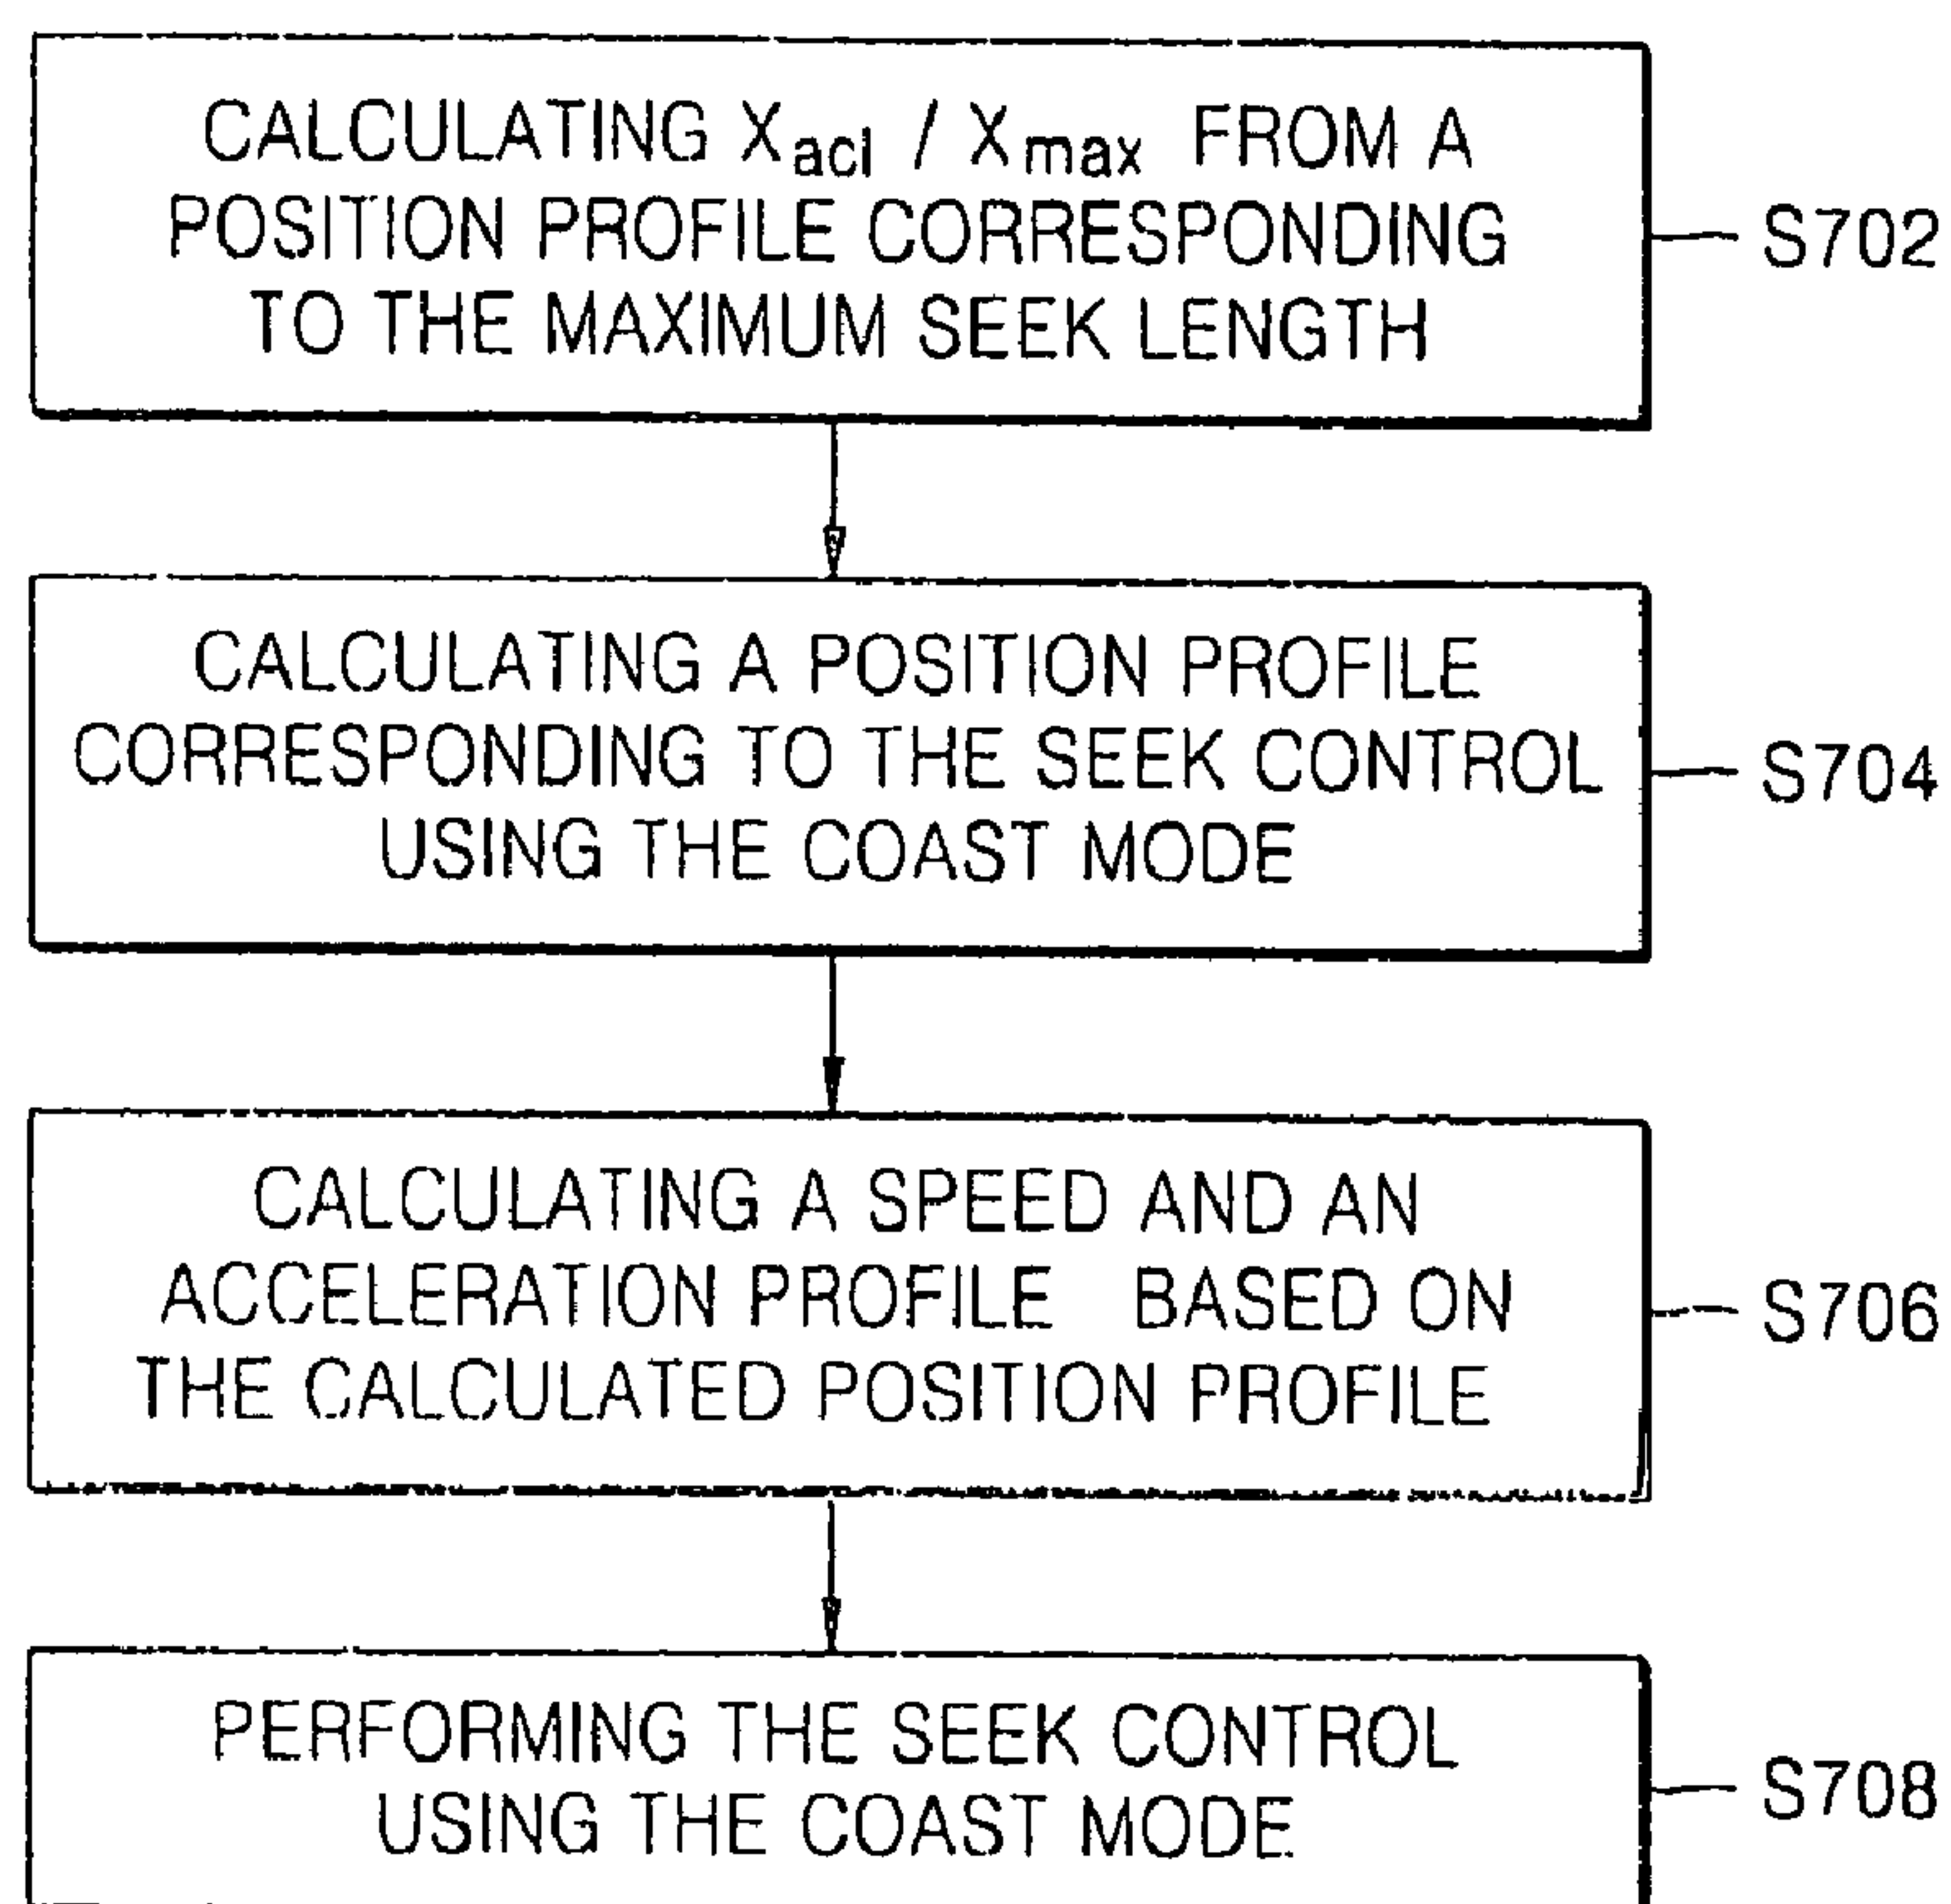 CALCULATING Xacl / Xmax FROM A
POSITION PROFILE CORRESPONDING
TO THE MAXIMUM SEEK LENGTH
S702
CALCULATING A POSITION PROFILE
CORRESPONDING TO THE SEEK CONTROL
USING THE COAST MODE
S704
CALCULATING A SPEED AND AN
ACCELERATION PROFILE BASED ON
THE CALCULATED POSITION PROFILE
S706
PERFORMING THE SEEK CONTROL
USING THE COAST MODE
S708